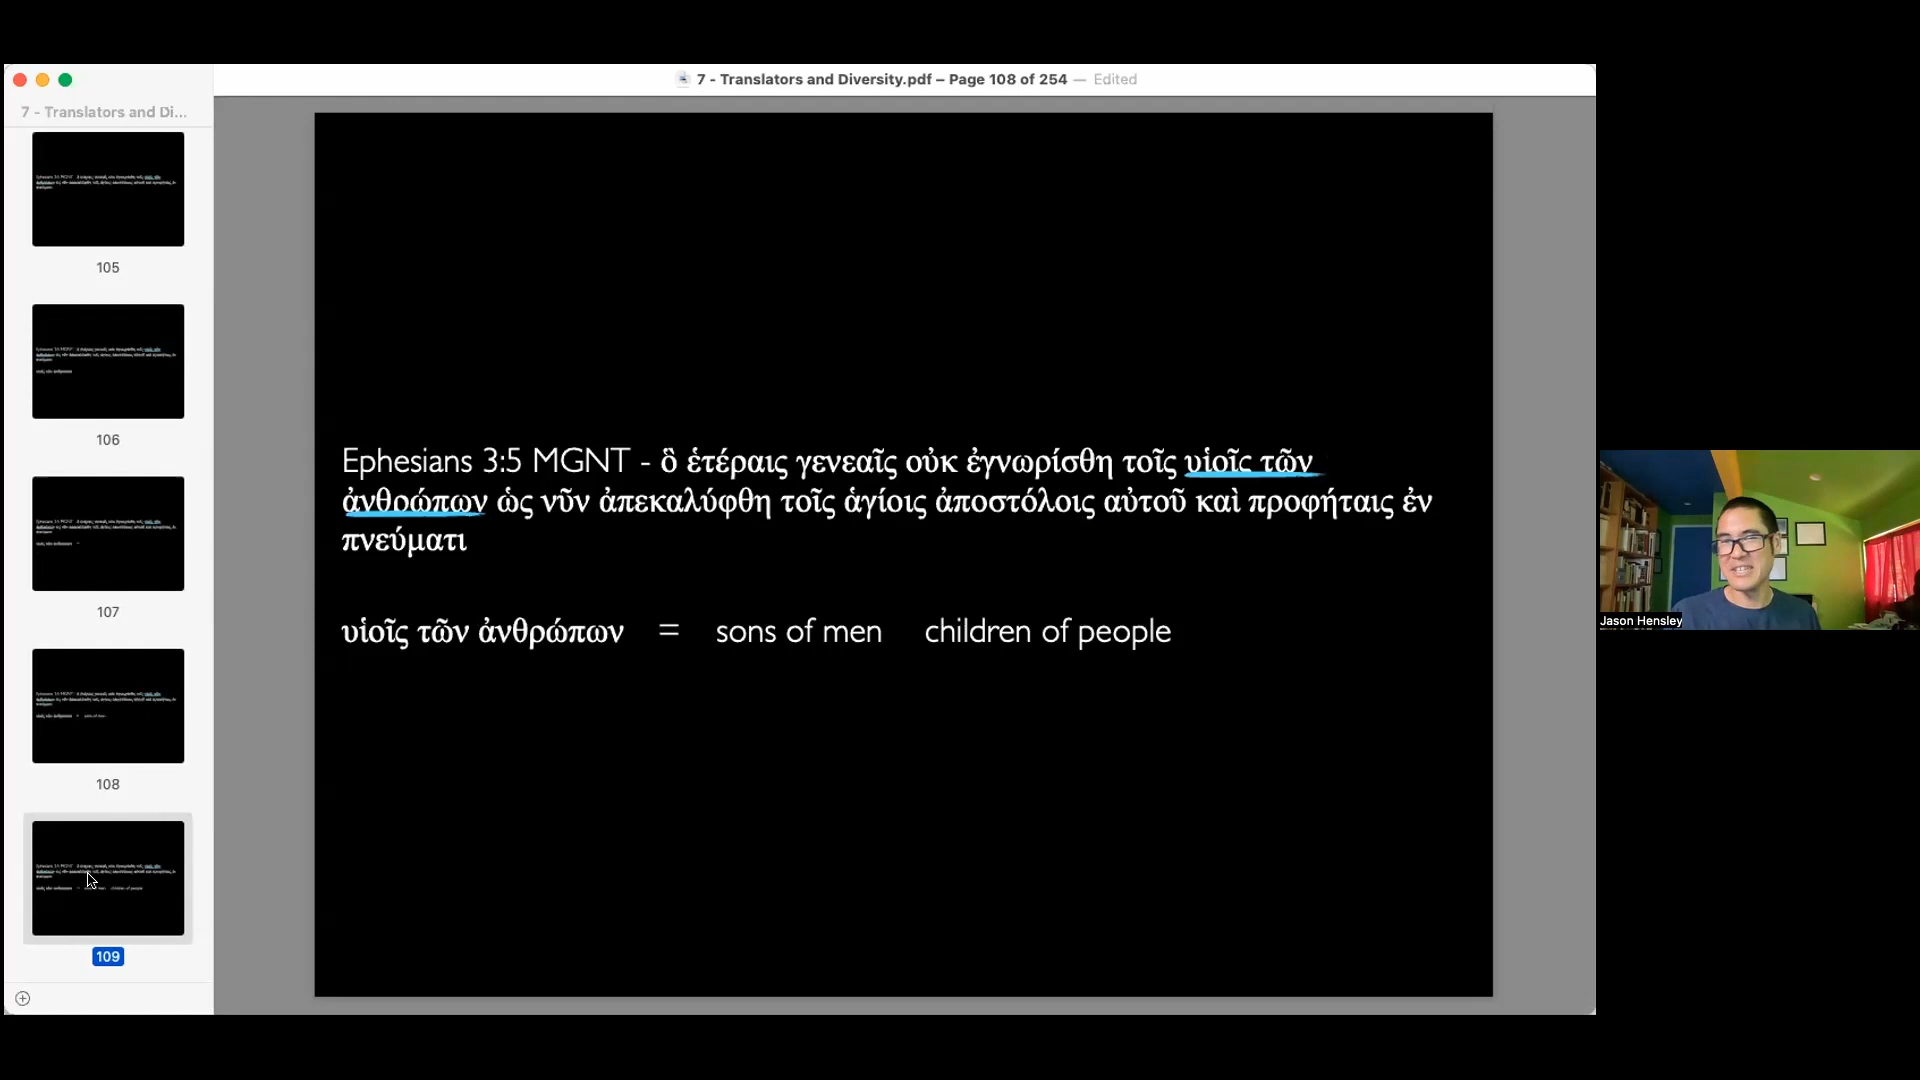 7 - Translators and Diversity.pdf – Page 108 of 254 — Edited
7 - Translators and Di...
105
106
107
108
109
Ephesians 3:5 MGNT - ὃ ἑτέραις γενεαῖς οὐκ ἐγνωρίσθη τοῖς υἱοῖς τῶν
ἀνθρώπων ὡς νῦν ἀπεκαλύφθη τοῖς ἁγίοις ἀποστόλοις αὐτοῦ καὶ προφήταις ἐν
πνεύματι
υἱοῖς τῶν ἀνθρώπων = sons of men children of people
Jason Hensley